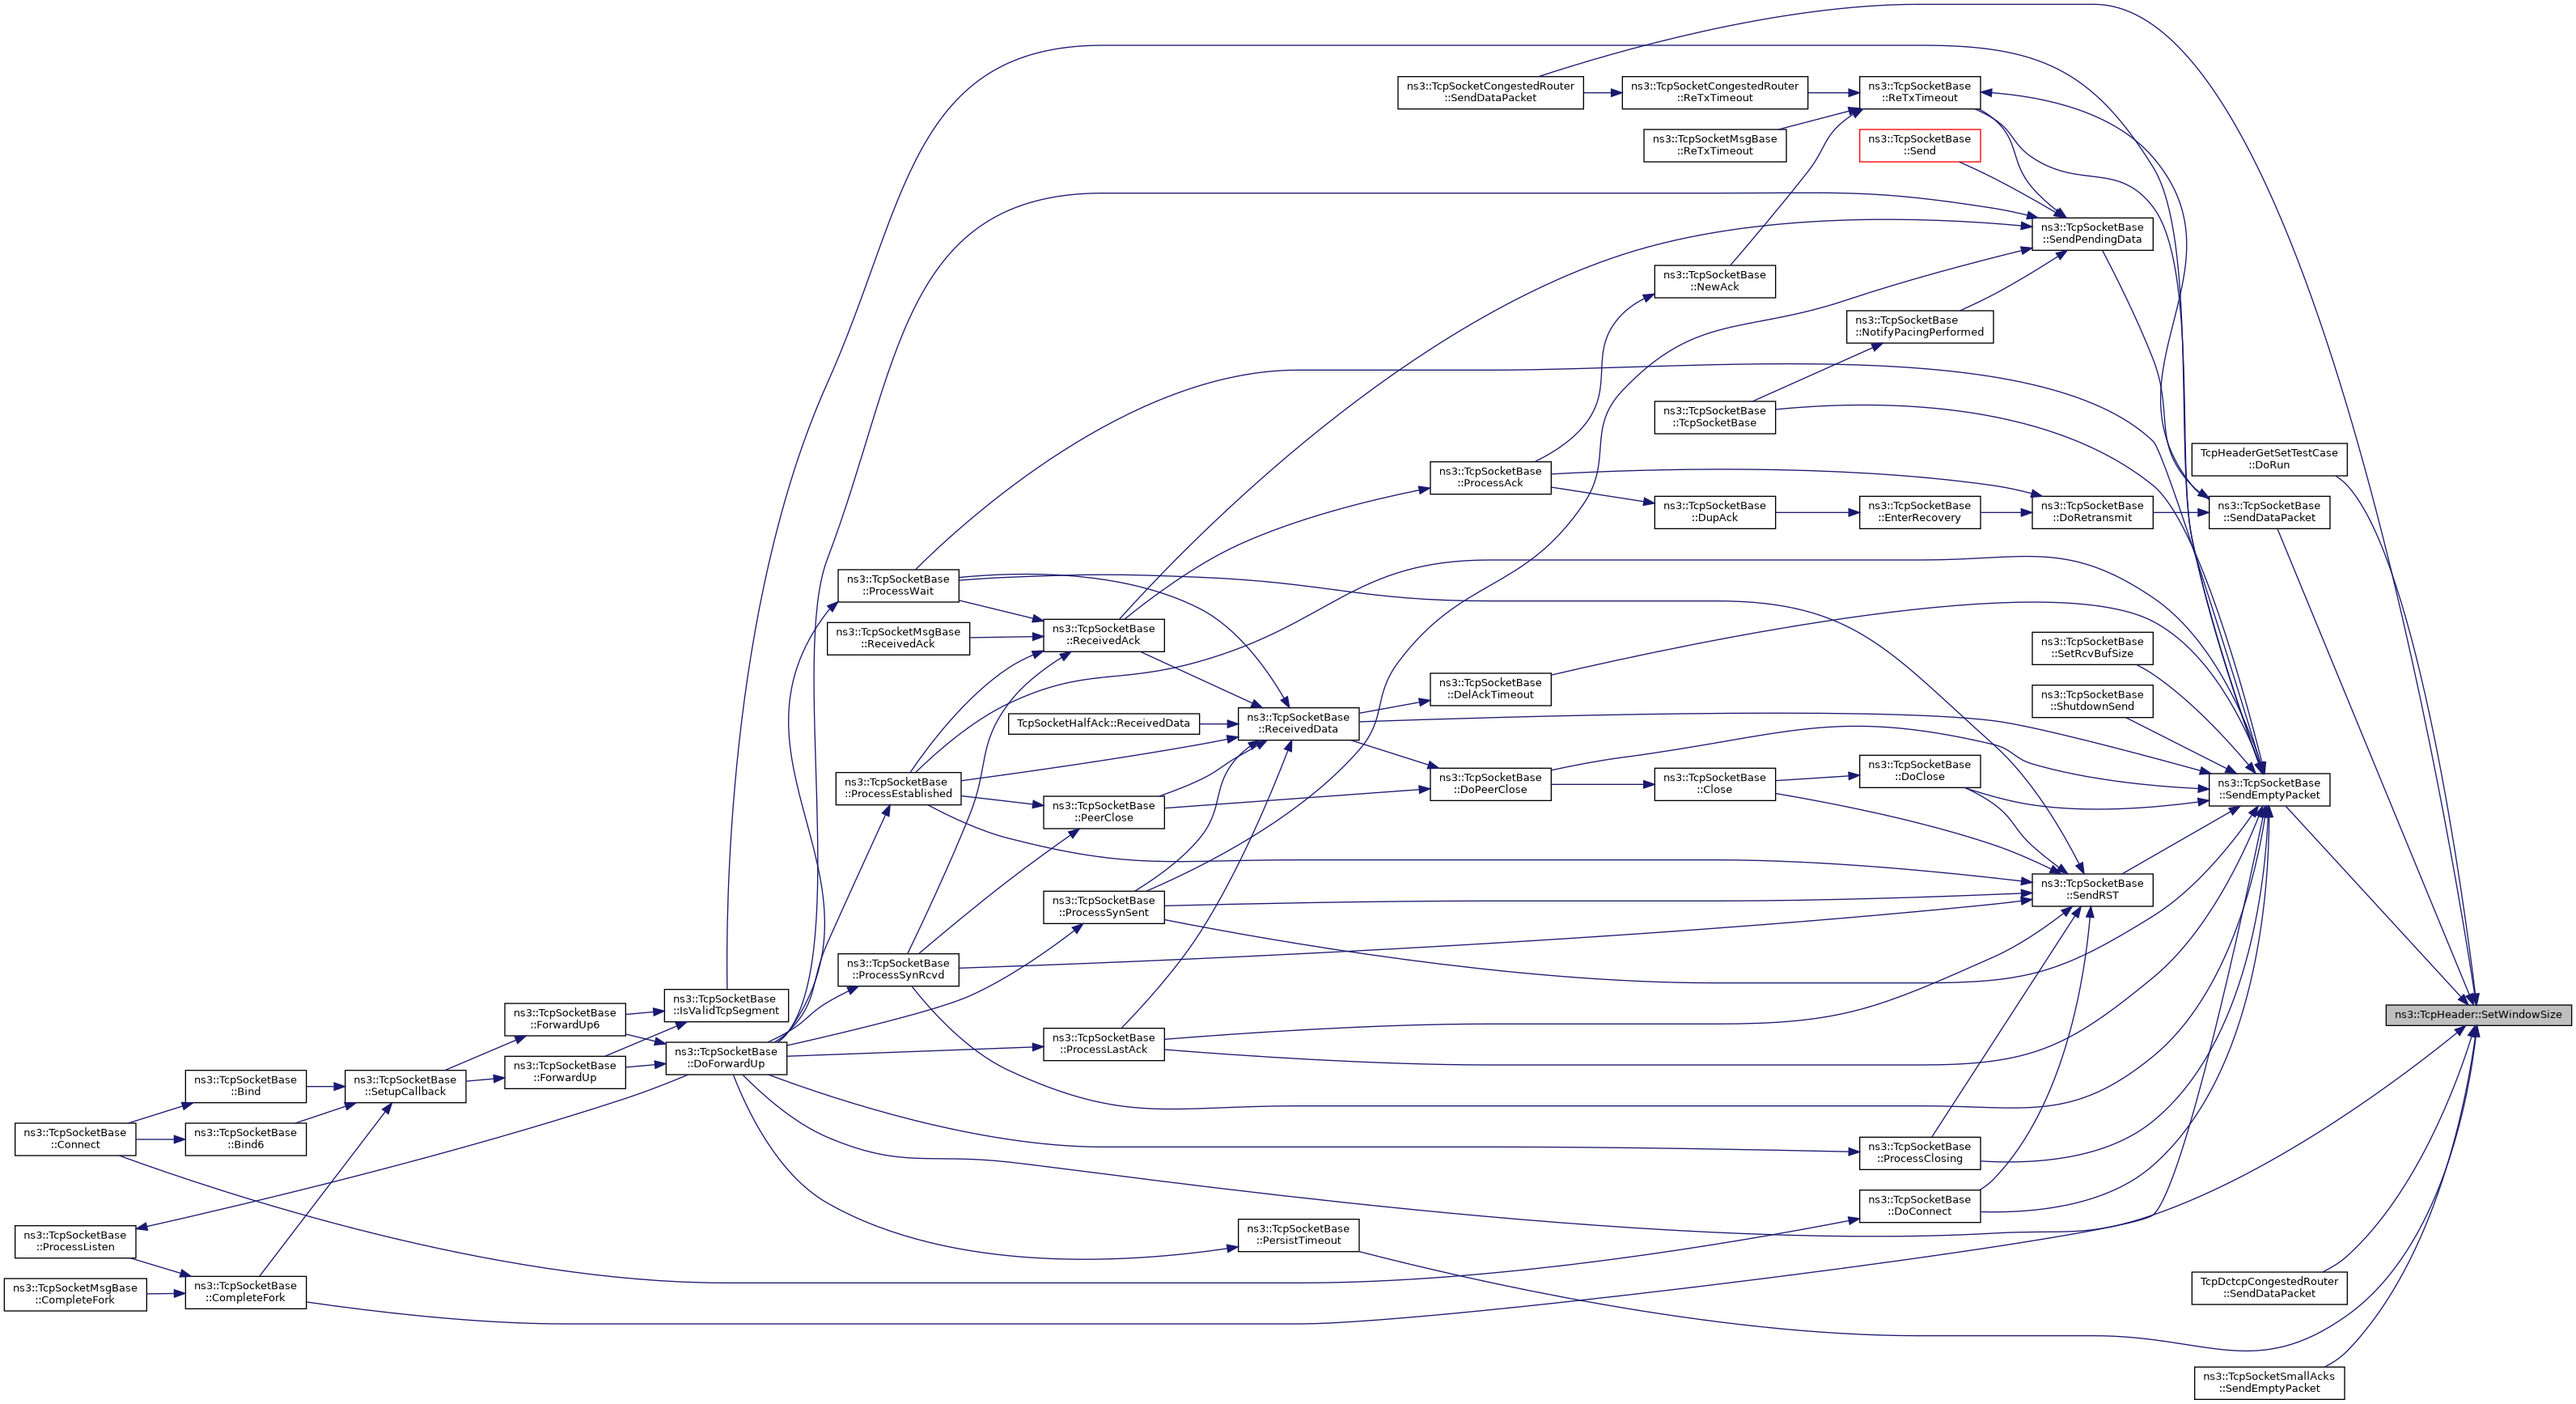 ns3::TcpSocketCongestedRouter
::SendDataPacket
ns3::TcpSocketCongestedRouter
::ReTxTimeout
ns3::TcpSocketBase
::ReTxTimeout
ns3::TcpSocketMsgBase
::ReTxTimeout
ns3::TcpSocketBase
::Send
ns3::TcpSocketBase
::SendPendingData
ns3::TcpSocketBase
::NewAck
ns3::TcpSocketBase
::NotifyPacingPerformed
ns3::TcpSocketBase
::TcpSocketBase
TcpHeaderGetSetTestCase
::DoRun
ns3::TcpSocketBase
::ProcessAck
ns3::TcpSocketBase
::DupAck
ns3::TcpSocketBase
::EnterRecovery
ns3::TcpSocketBase
::DoRetransmit
ns3::TcpSocketBase
::SendDataPacket
ns3::TcpSocketBase
::ProcessWait
ns3::TcpSocketMsgBase
::ReceivedAck
ns3::TcpSocketBase
::ReceivedAck
ns3::TcpSocketBase
::SetRcvBufSize
ns3::TcpSocketBase
::DelAckTimeout
ns3::TcpSocketBase
::ShutdownSend
TcpSocketHalfAck::ReceivedData
ns3::TcpSocketBase
::ReceivedData
ns3::TcpSocketBase
::ProcessEstablished
ns3::TcpSocketBase
::PeerClose
ns3::TcpSocketBase
::DoPeerClose
ns3::TcpSocketBase
::Close
ns3::TcpSocketBase
::DoClose
ns3::TcpSocketBase
::SendEmptyPacket
ns3::TcpSocketBase
::ProcessSynSent
ns3::TcpSocketBase
::SendRST
ns3::TcpSocketBase
::ProcessSynRcvd
ns3::TcpSocketBase
::IsValidTcpSegment
ns3::TcpSocketBase
::ForwardUp6
ns3::TcpHeader::SetWindowSize
ns3::TcpSocketBase
::ProcessLastAck
ns3::TcpSocketBase
::DoForwardUp
ns3::TcpSocketBase
::ForwardUp
ns3::TcpSocketBase
::SetupCallback
ns3::TcpSocketBase
::Bind
ns3::TcpSocketBase
::Connect
ns3::TcpSocketBase
::Bind6
ns3::TcpSocketBase
::ProcessClosing
ns3::TcpSocketBase
::DoConnect
ns3::TcpSocketBase
::ProcessListen
ns3::TcpSocketBase
::PersistTimeout
ns3::TcpSocketMsgBase
::CompleteFork
ns3::TcpSocketBase
::CompleteFork
TcpDctcpCongestedRouter
::SendDataPacket
ns3::TcpSocketSmallAcks
::SendEmptyPacket